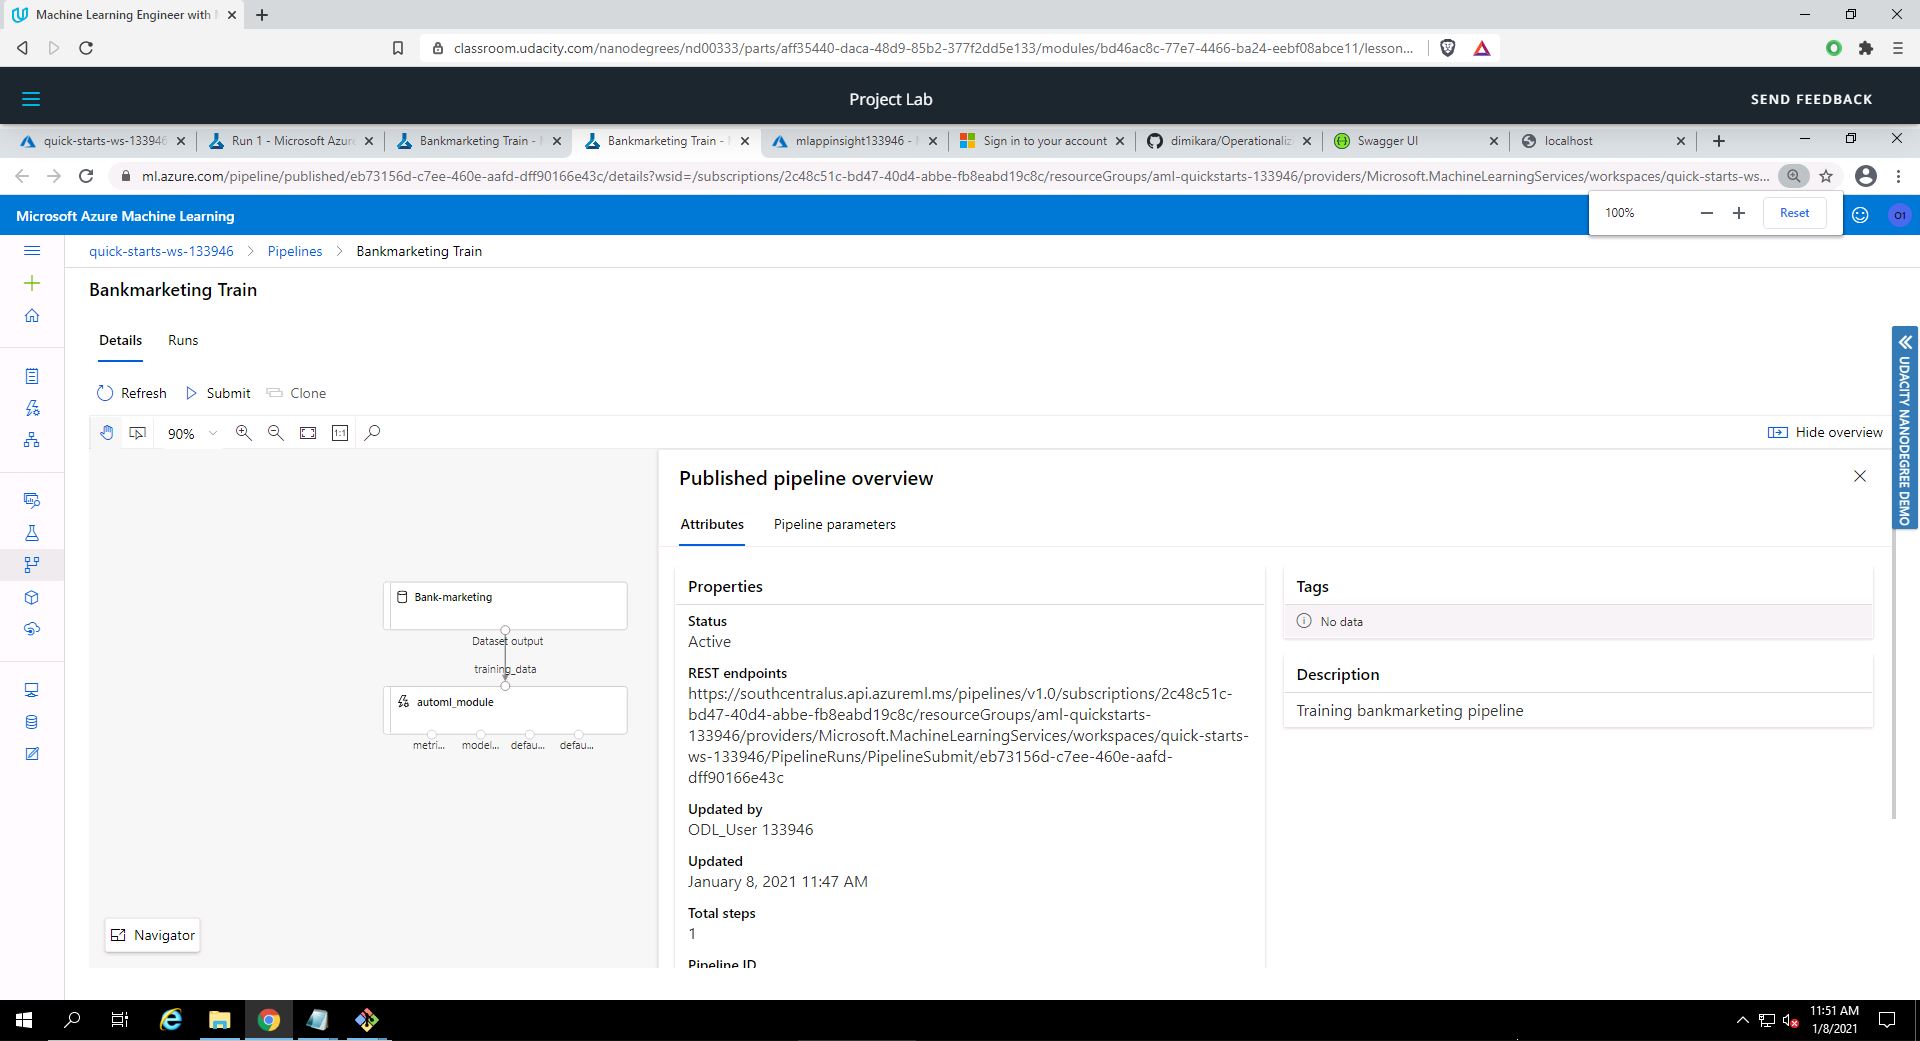 Machine Learning Engineer with
classroom.udacity.com/nanodegrees/nd00333/parts/aff35440-daca-48d9-85b2-377f2dd5e133/modules/bd46ac8c-77e7-4466-ba24-eebf08abce11/lesson...
Project Lab
SEND FEEDBACK
quick-starts-ws-133946
Run 1 - Microsoft Azure
Bankmarketing Train -
Bankmarketing Train -
mlappinsight133946 -
Sign in to your account
dimikara/Operationaliz
Swagger UI
localhost
ml.azure.com/pipeline/published/eb73156d-c7ee-460e-aafd-dff90166e43c/details?wsid=/subscriptions/2c48c51c-bd47-40d4-abbe-fb8eabd19c8c/resourceGroups/aml-quickstarts-133946/providers/Microsoft.MachineLearningServices/workspaces/quick-starts-ws...
Microsoft Azure Machine Learning
100%
Reset
O1
quick-starts-ws-133946 > Pipelines > Bankmarketing Train
Bankmarketing Train
Details
Runs
Refresh
Submit
Clone
90%
1:1
Hide overview
UDACITY NANODEGREE DEMO
Bank-marketing
Dataset output
training_data
automl_module
metri...
model...
defau...
defau...
Navigator
Published pipeline overview
Attributes
Pipeline parameters
Properties
Status
Active
REST endpoints
https://southcentralus.api.azureml.ms/pipelines/v1.0/subscriptions/2c48c51c-
bd47-40d4-abbe-fb8eabd19c8c/resourceGroups/aml-quickstarts-
133946/providers/Microsoft.MachineLearningServices/workspaces/quick-starts-
ws-133946/PipelineRuns/PipelineSubmit/eb73156d-c7ee-460e-aafd-
dff90166e43c
Updated by
ODL_User 133946
Updated
January 8, 2021 11:47 AM
Total steps
1
Pipeline ID
Tags
No data
Description
Training bankmarketing pipeline
11:51 AM
1/8/2021